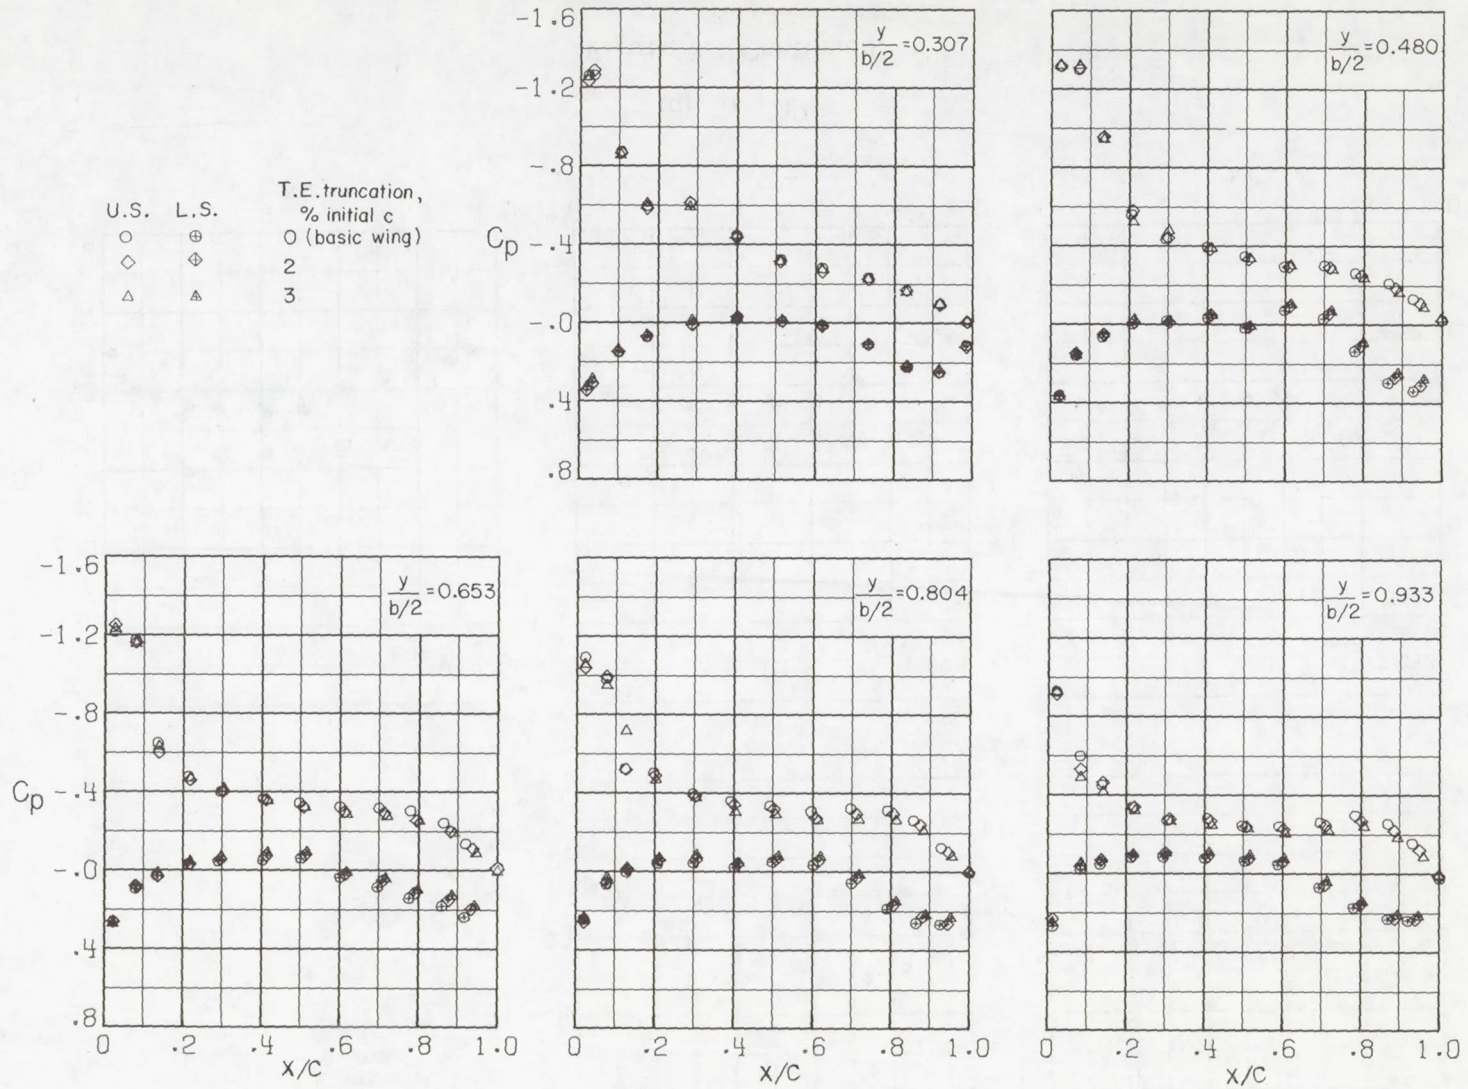 -1.6
-1.2
-.8
Cp -.4
-.0
.4
.8
y
b/2 =0.307
y
b/2 =0.480
T.E. truncation,
U.S. L.S. % initial c
0 (basic wing)
2
3
-1.6
-1.2
-.8
Cp -.4
-.0
.4
.8
y
b/2 =0.653
0 .2 .4 .6 .8 1.0
X/C
y
b/2 =0.804
0 .2 .4 .6 .8 1.0
X/C
y
b/2 =0.933
0 .2 .4 .6 .8 1.0
X/C